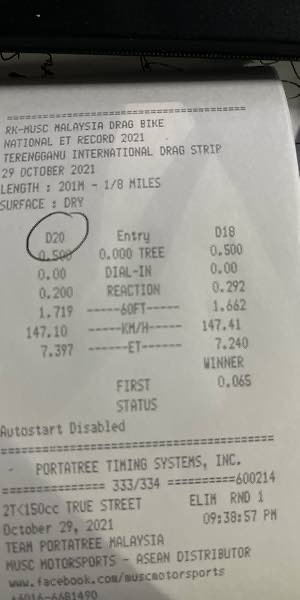 =====================================
RK-MUSC MALAYSIA DRAG BIKE
NATIONAL ET RECORD 2021
TERENGGANU INTERNATIONAL DRAG STRIP
29 OCTOBER 2021
LENGTH : 201M - 1/8 MILES
SURFACE : DRY
D20 Entry D18
0.500 0.000 TREE 0.500
0.00 DIAL-IN 0.00
0.200 REACTION 0.292
1.719 -----60FT----- 1.662
147.10 -----KM/H----- 147.41
7.397 ------ET------ 7.240
WINNER
FIRST 0.065
STATUS
Autostart Disabled
=====================================
- PORTATREE TIMING SYSTEMS, INC.
============== 333/334 ==========600214
2T<150cc TRUE STREET ELIM RND 1
October 29, 2021 09:38:57 PM
TEAM PORTATREE MALAYSIA
MUSC MOTORSPORTS - ASEAN DISTRIBUTOR
www.facebook.com/muscmotorsports
+6016-6681490